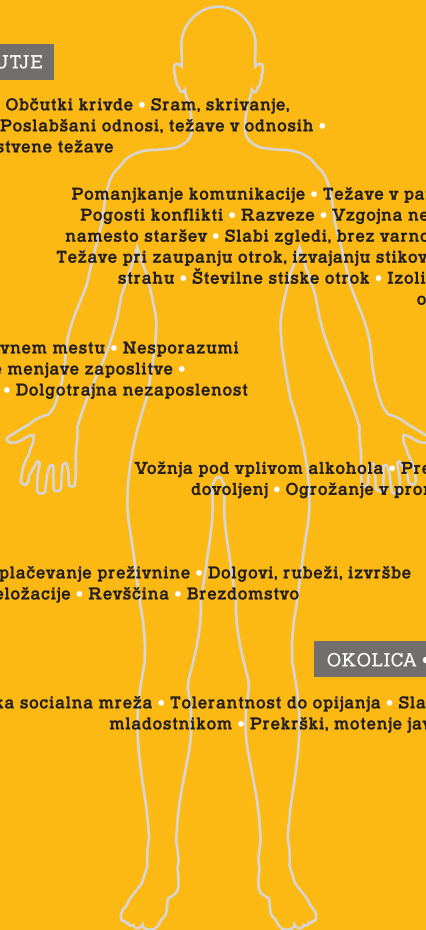 UTJE
Občutki krivde • Sram, skrivanje,
Poslabšani odnosi, težave v odnosih •
stvene težave
Pomanjkanje komunikacije • Težave v pa
Pogosti konflikti • Razveze • Vzgojna ne
namesto staršev • Slabi zgledi, brez varno
Težave pri zaupanju otrok, izvajanju stikov
strahu • Številne stiske otrok • Izoli
o
vnem mestu • Nesporazumi
e menjave zaposlitve •
• Dolgotrajna nezaposlenost
Vožnja pod vplivom alkohola • Pre
dovoljenj • Ogrožanje v pro
plačevanje preživnine • Dolgovi, rubeži, izvršbe
eložacije • Revščina • Brezdomstvo
OKOLICA •
ka socialna mreža • Tolerantnost do opijanja • Sla
mladostnikom • Prekrški, motenje jav